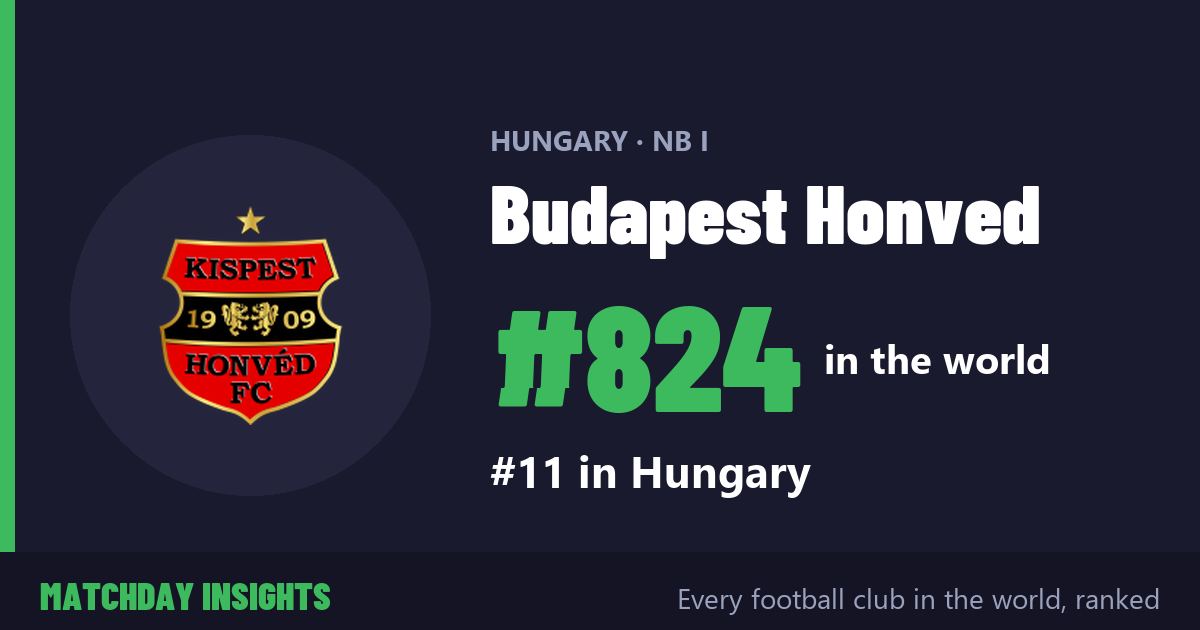 KISPEST
19 09
HONVÉD
FC
HUNGARY · NB I
Budapest Honved
#824 in the world
#11 in Hungary
MATCHDAY INSIGHTS
Every football club in the world, ranked